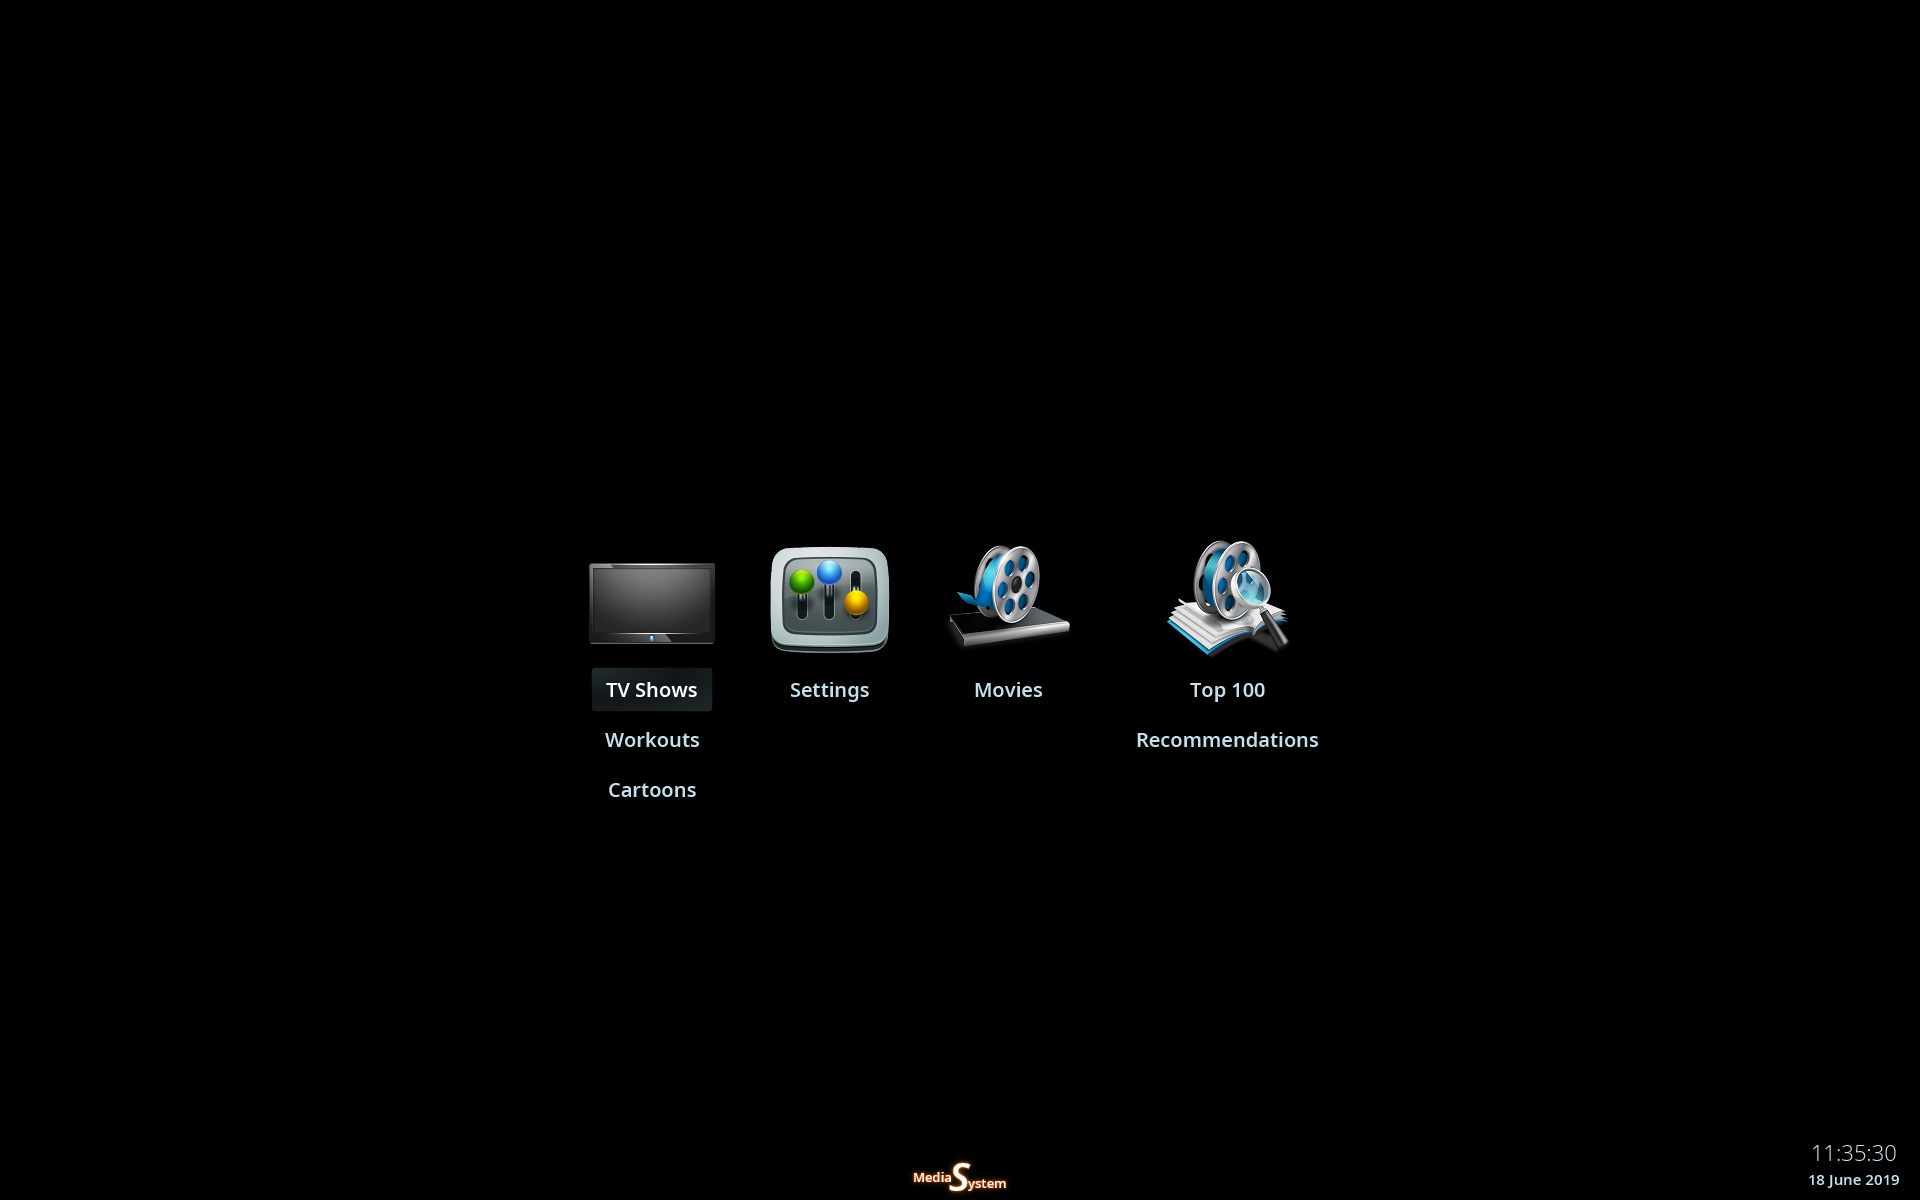 TV Shows
Workouts
Cartoons
Settings
Movies
Top 100
Recommendations
MediaSystem
11:35:30
18 June 2019